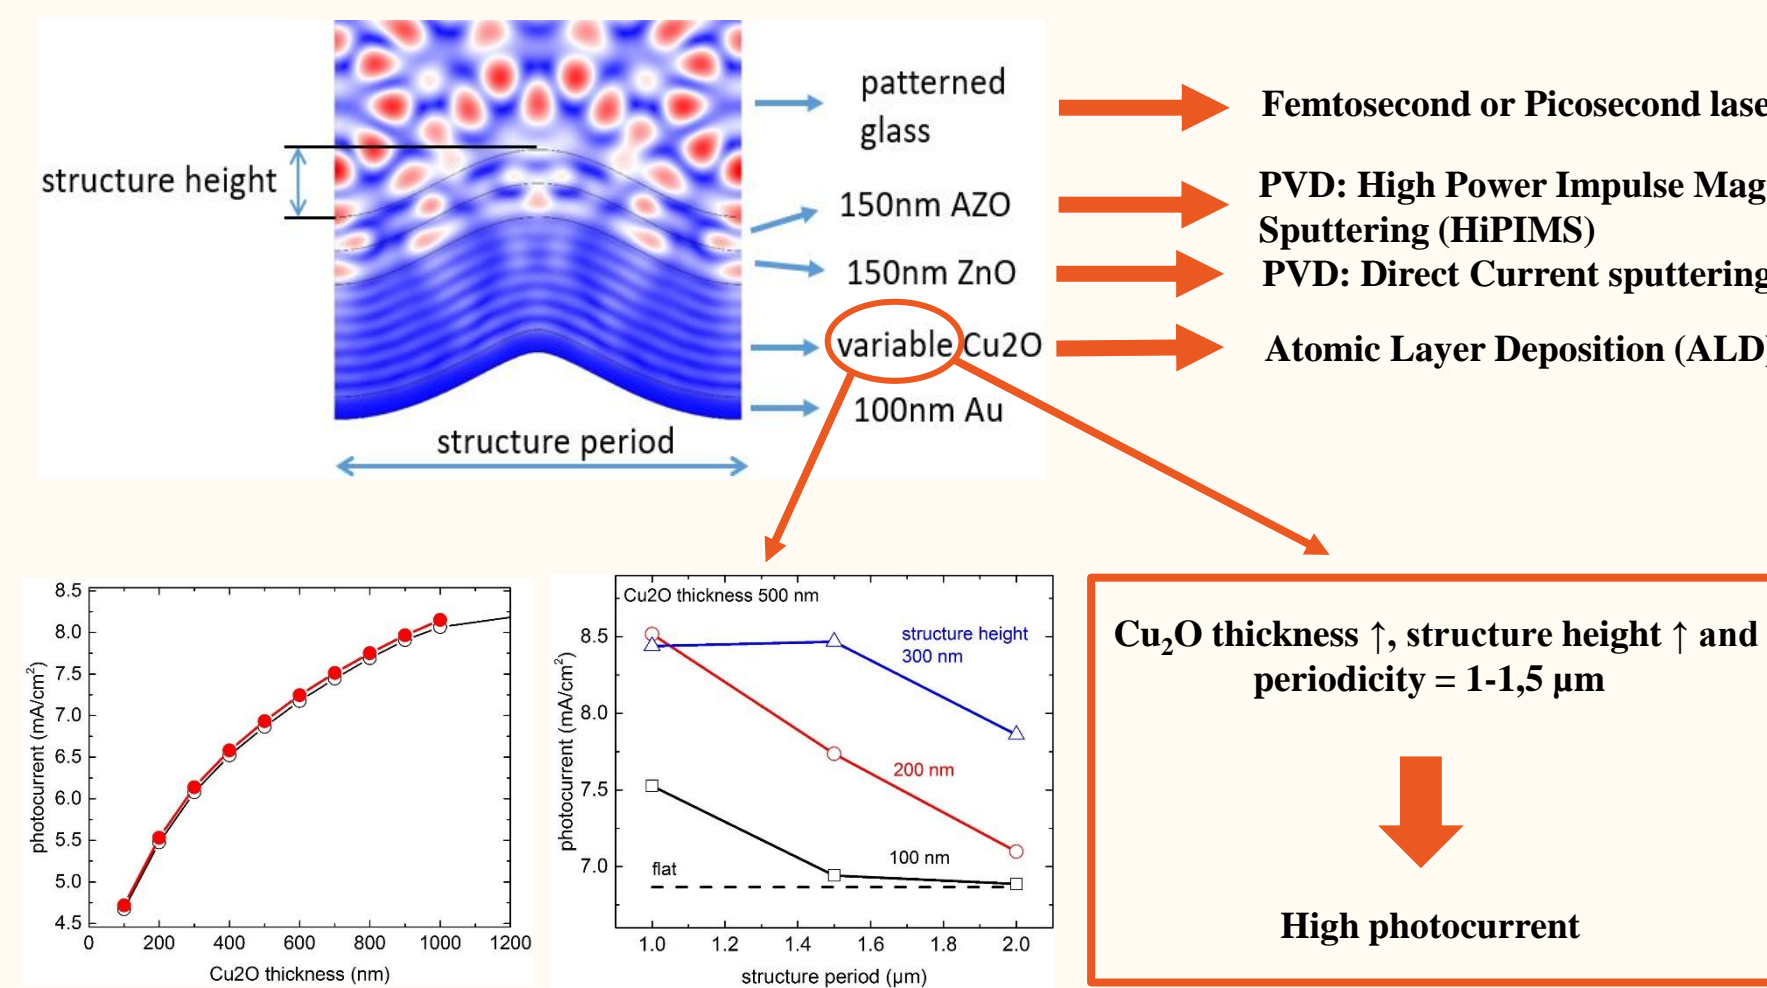 patterned
glass
structure height
150nm AZO
150nm ZnO
variable Cu2O
100nm Au
structure period
Femtosecond or Picosecond lase
PVD: High Power Impulse Mag
Sputtering (HiPIMS)
PVD: Direct Current sputtering
Atomic Layer Deposition (ALD)
8.5
8.0
7.5
7.0
6.5
6.0
5.5
5.0
4.5
photocurrent (mA/cm²)
0 200 400 600 800 1000 1200
Cu2O thickness (nm)
Cu2O thickness 500 nm
structure height
300 nm
200 nm
100 nm
flat
8.5
8.0
7.5
7.0
photocurrent (mA/cm²)
1.0 1.2 1.4 1.6 1.8 2.0
structure period (μm)
Cu₂O thickness ↑, structure height ↑ and
periodicity = 1-1,5 μm
High photocurrent